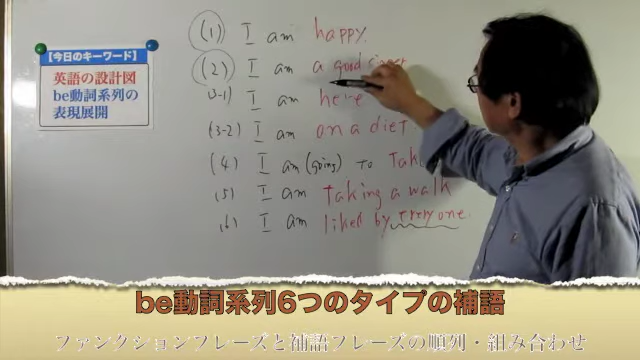 【今日のキーワード】
英語の設計図
be動詞系列の
表現展開
(1) I am happy.
(2) I am a good singer
(3-1) I am here
(3-2) I am on a diet.
(4) I am (going) to
(5) I am taking a walk
(6) I am liked by everyone.
be動詞系列6つのタイプの補語
ファンクションフレーズと補語フレーズの順列・組み合わせ